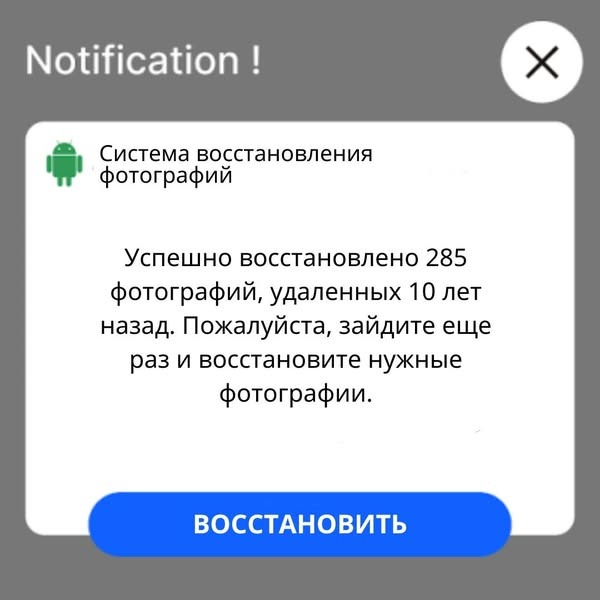 Notification !
Система восстановления
фотографий
Успешно восстановлено 285
фотографий, удаленных 10 лет
назад. Пожалуйста, зайдите еще
раз и восстановите нужные
фотографии.
ВОССТАНОВИТЬ